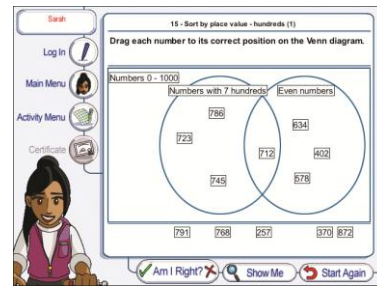 Sarah
15 - Sort by place value - hundreds (1)
Drag each number to its correct position on the Venn diagram.
Log In
Main Menu
Activity Menu
Certificate
Numbers 0 - 1000
Numbers with 7 hundreds
Even numbers
786
634
723
712
402
745
578
791
768
257
370
872
Am I Right?
Show Me
Start Again